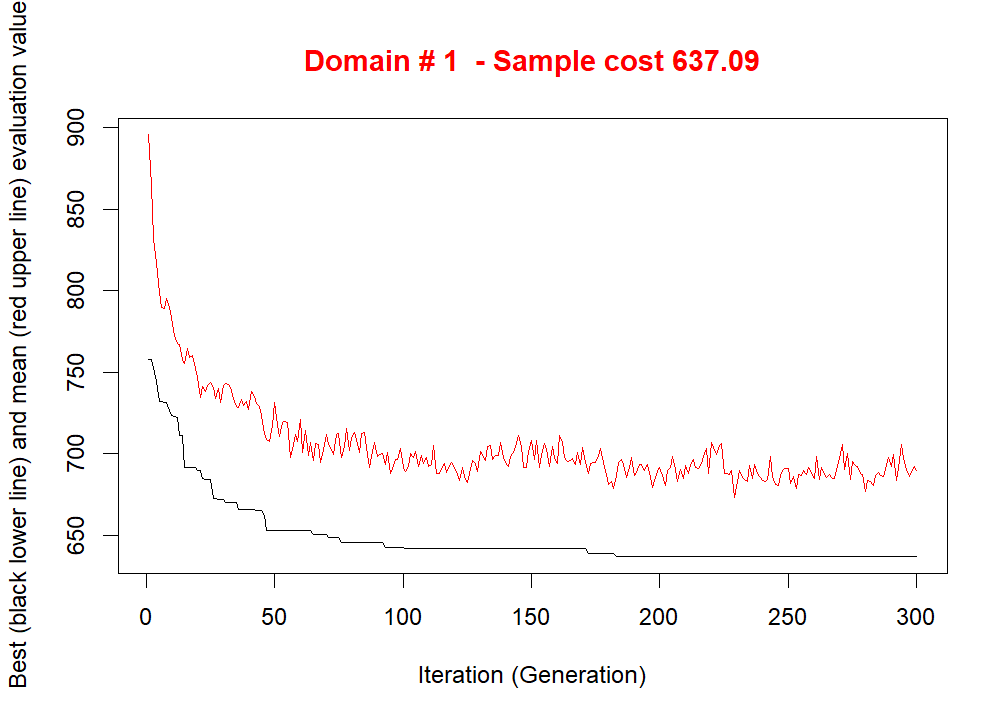 Domain # 1  - Sample cost 637.09
Best (black lower line) and mean (red upper line) evaluation value
900
850
800
750
700
650
0 50 100 150 200 250 300
Iteration (Generation)